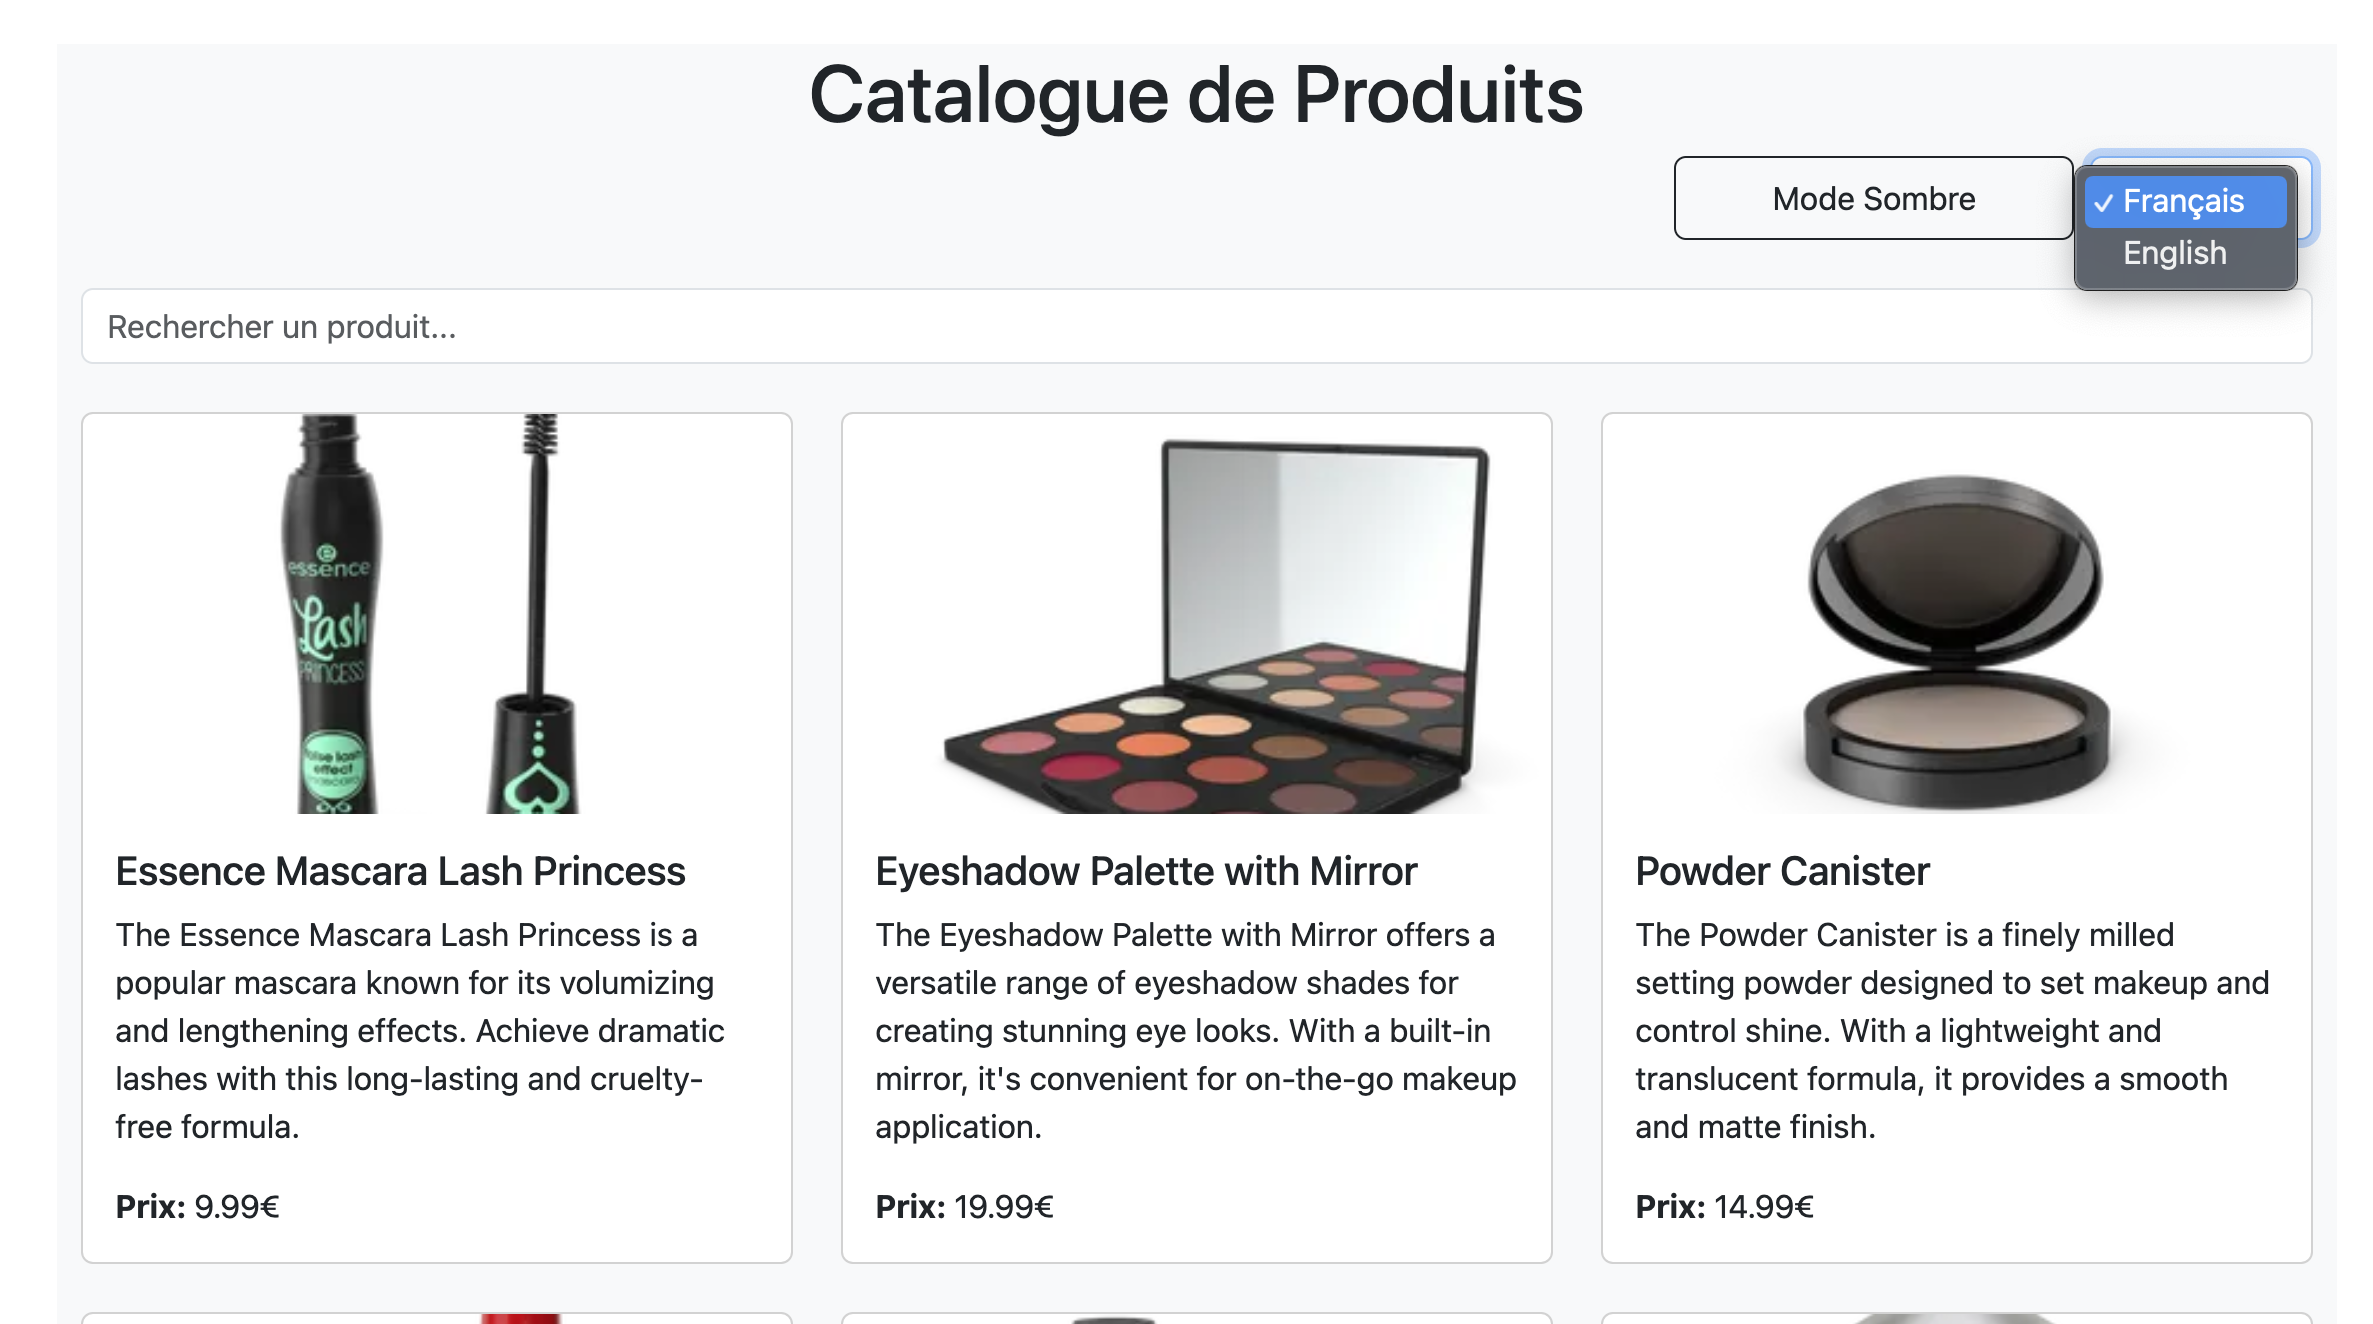 Catalogue de Produits
Mode Sombre
✓ Français
English
Rechercher un produit...
essence
Lash
PRINCESS
false lash
effect
mascara
Essence Mascara Lash Princess
The Essence Mascara Lash Princess is a
popular mascara known for its volumizing
and lengthening effects. Achieve dramatic
lashes with this long-lasting and cruelty-
free formula.
Prix: 9.99€
Eyeshadow Palette with Mirror
The Eyeshadow Palette with Mirror offers a
versatile range of eyeshadow shades for
creating stunning eye looks. With a built-in
mirror, it's convenient for on-the-go makeup
application.
Prix: 19.99€
Powder Canister
The Powder Canister is a finely milled
setting powder designed to set makeup and
control shine. With a lightweight and
translucent formula, it provides a smooth
and matte finish.
Prix: 14.99€